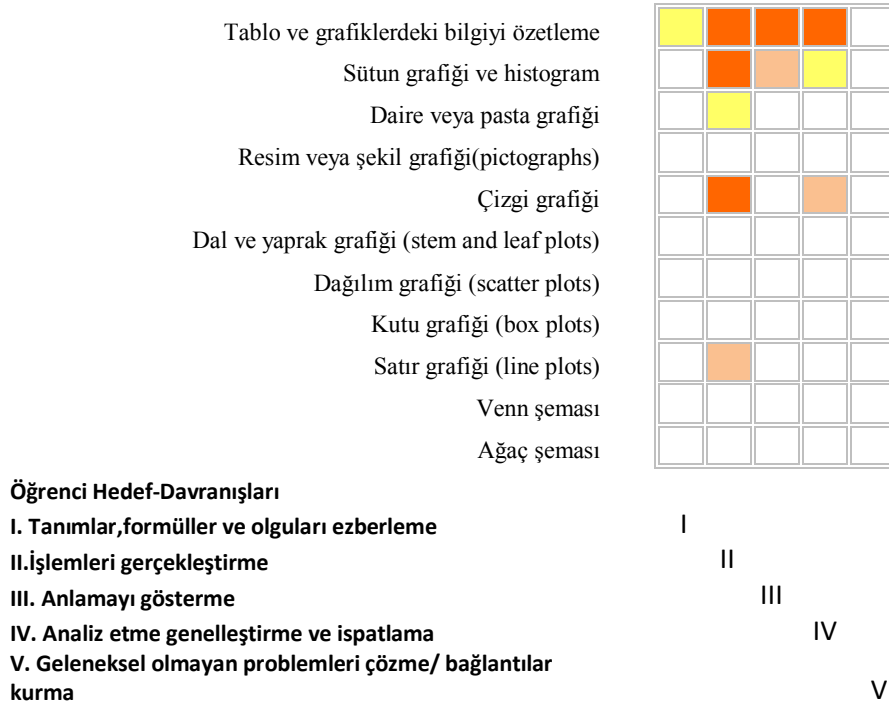 Tablo ve grafiklerdeki bilgiyi özetleme
Sütun grafiği ve histogram
Daire veya pasta grafiği
Resim veya şekil grafiği(pictographs)
Çizgi grafiği
Dal ve yaprak grafiği (stem and leaf plots)
Dağılım grafiği (scatter plots)
Kutu grafiği (box plots)
Satır grafiği (line plots)
Venn şeması
Ağaç şeması
Öğrenci Hedef-Davranışları
I. Tanımlar,formüller ve olguları ezberleme I
II.İşlemleri gerçekleştirme II
III. Anlamayı gösterme III
IV. Analiz etme genelleştirme ve ispatlama IV
V. Geleneksel olmayan problemleri çözme/ bağlantılar
kurma V